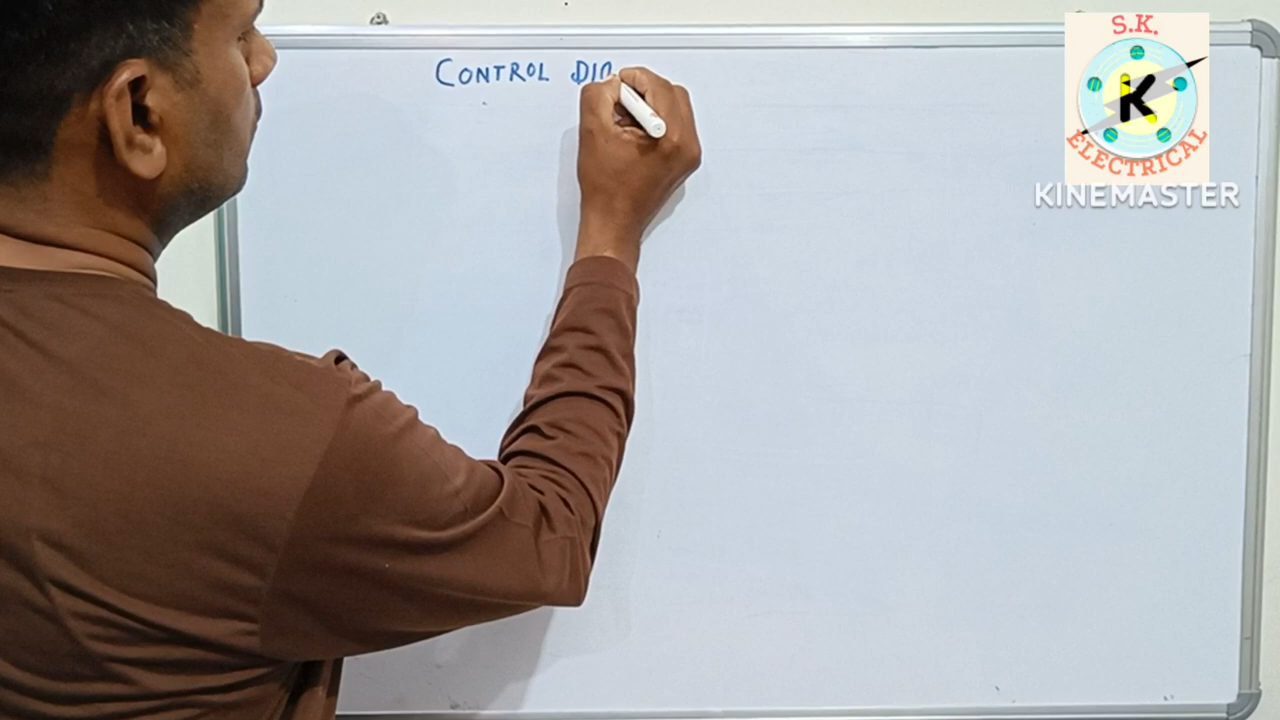 CONTROL DIA
S.K.
K
ELECTRICAL
KINEMASTER